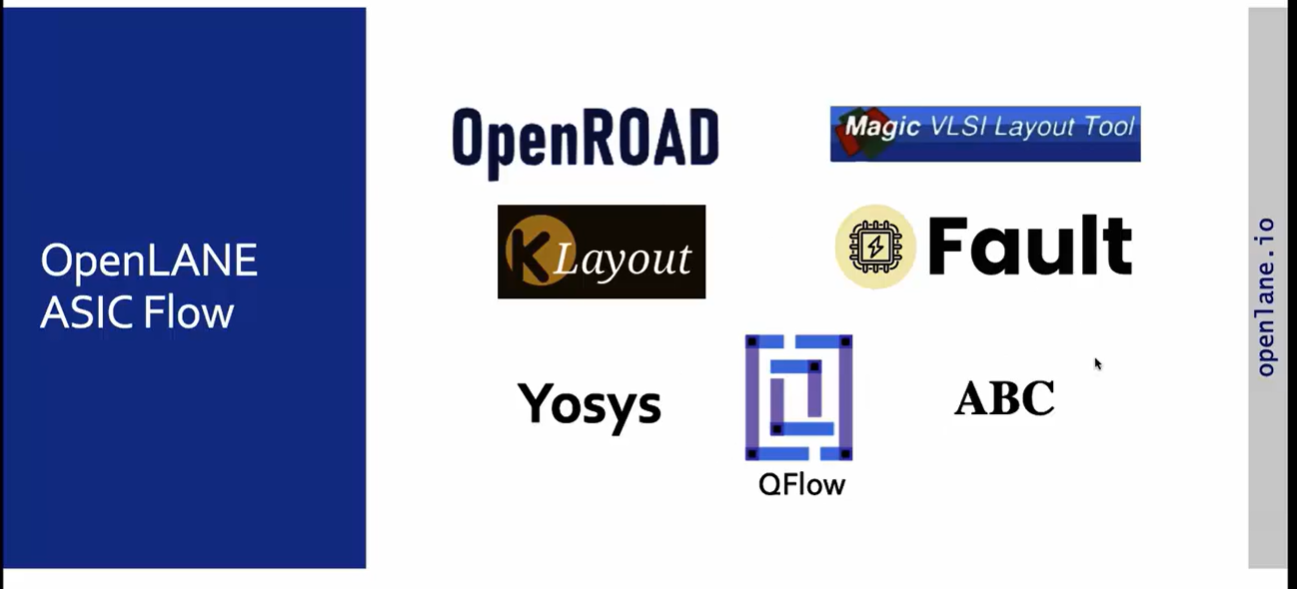 OpenLANE
ASIC Flow
OpenROAD
Magic VLSI Layout Tool
KLayout
Fault
Yosys
QFlow
ABC
openlane.io